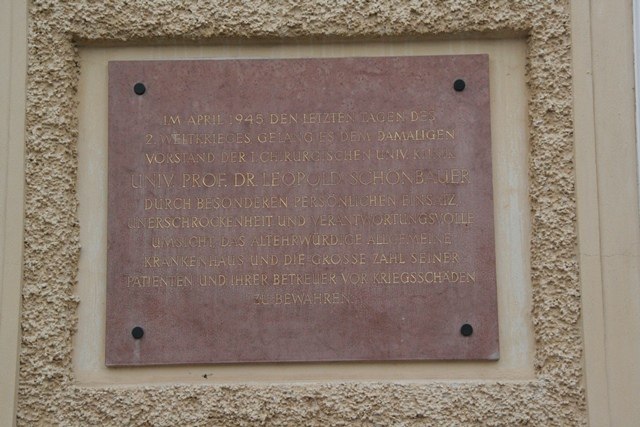 IM APRIL 1945 DEN LETZTEN TAGEN DES
2. WELTKRIEGES GELANG ES DEM DAMALIGEN
VORSTAND DER I. CHIRURGISCHEN UNIV. KLINIK
UNIV. PROF. DR. LEOPOLD SCHÖNBAUER
DURCH BESONDEREN PERSÖNLICHEN EINSATZ
UNERSCHROCKENHEIT UND VERANTWORTUNGSVOLLE
UMSICHT DAS ALTEHRWÜRDIGE ALLGEMEINE
KRANKENHAUS UND DIE GROSSE ZAHL SEINER
PATIENTEN UND IHRER BETREUER VOR KRIEGSSCHÄDEN
ZU BEWAHREN.